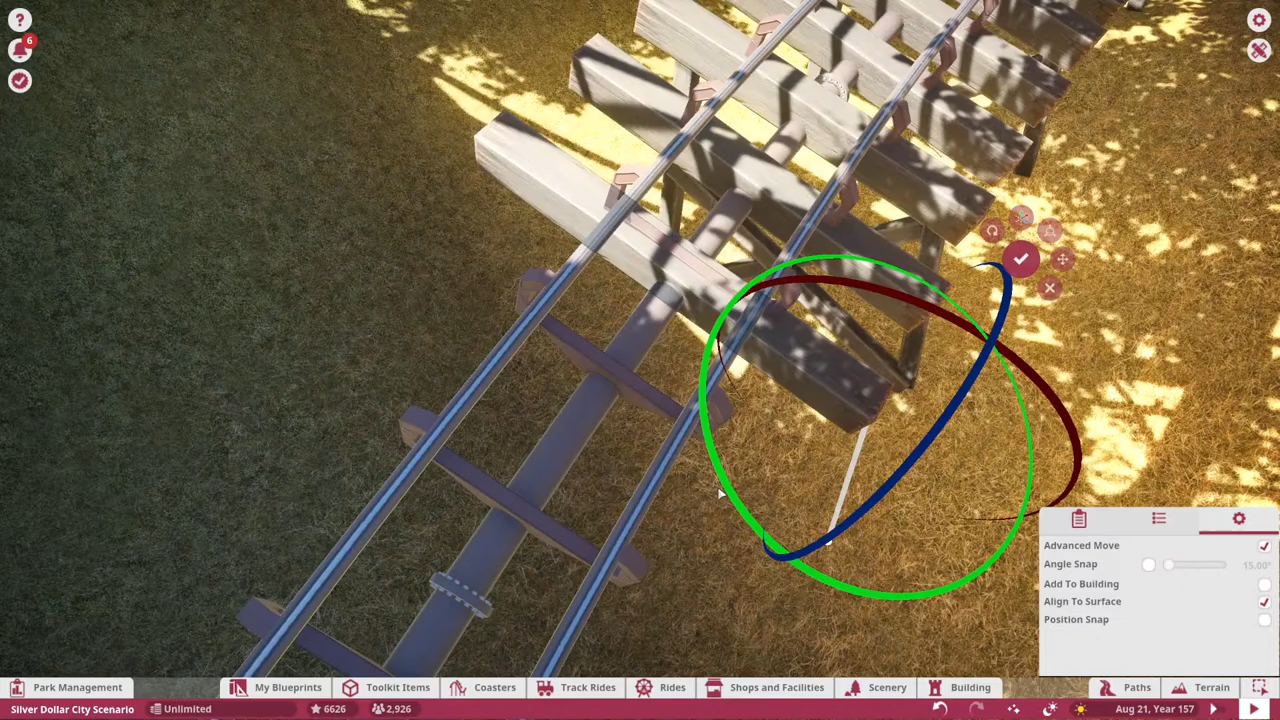 ?
6
Advanced Move
Angle Snap 15.00°
Add To Building
Align To Surface
Position Snap
Park Management
My Blueprints
Toolkit Items
Coasters
Track Rides
Rides
Shops and Facilities
Scenery
Building
Paths
Terrain
Silver Dollar City Scenario
Unlimited
6626
2,926
Aug 21, Year 157